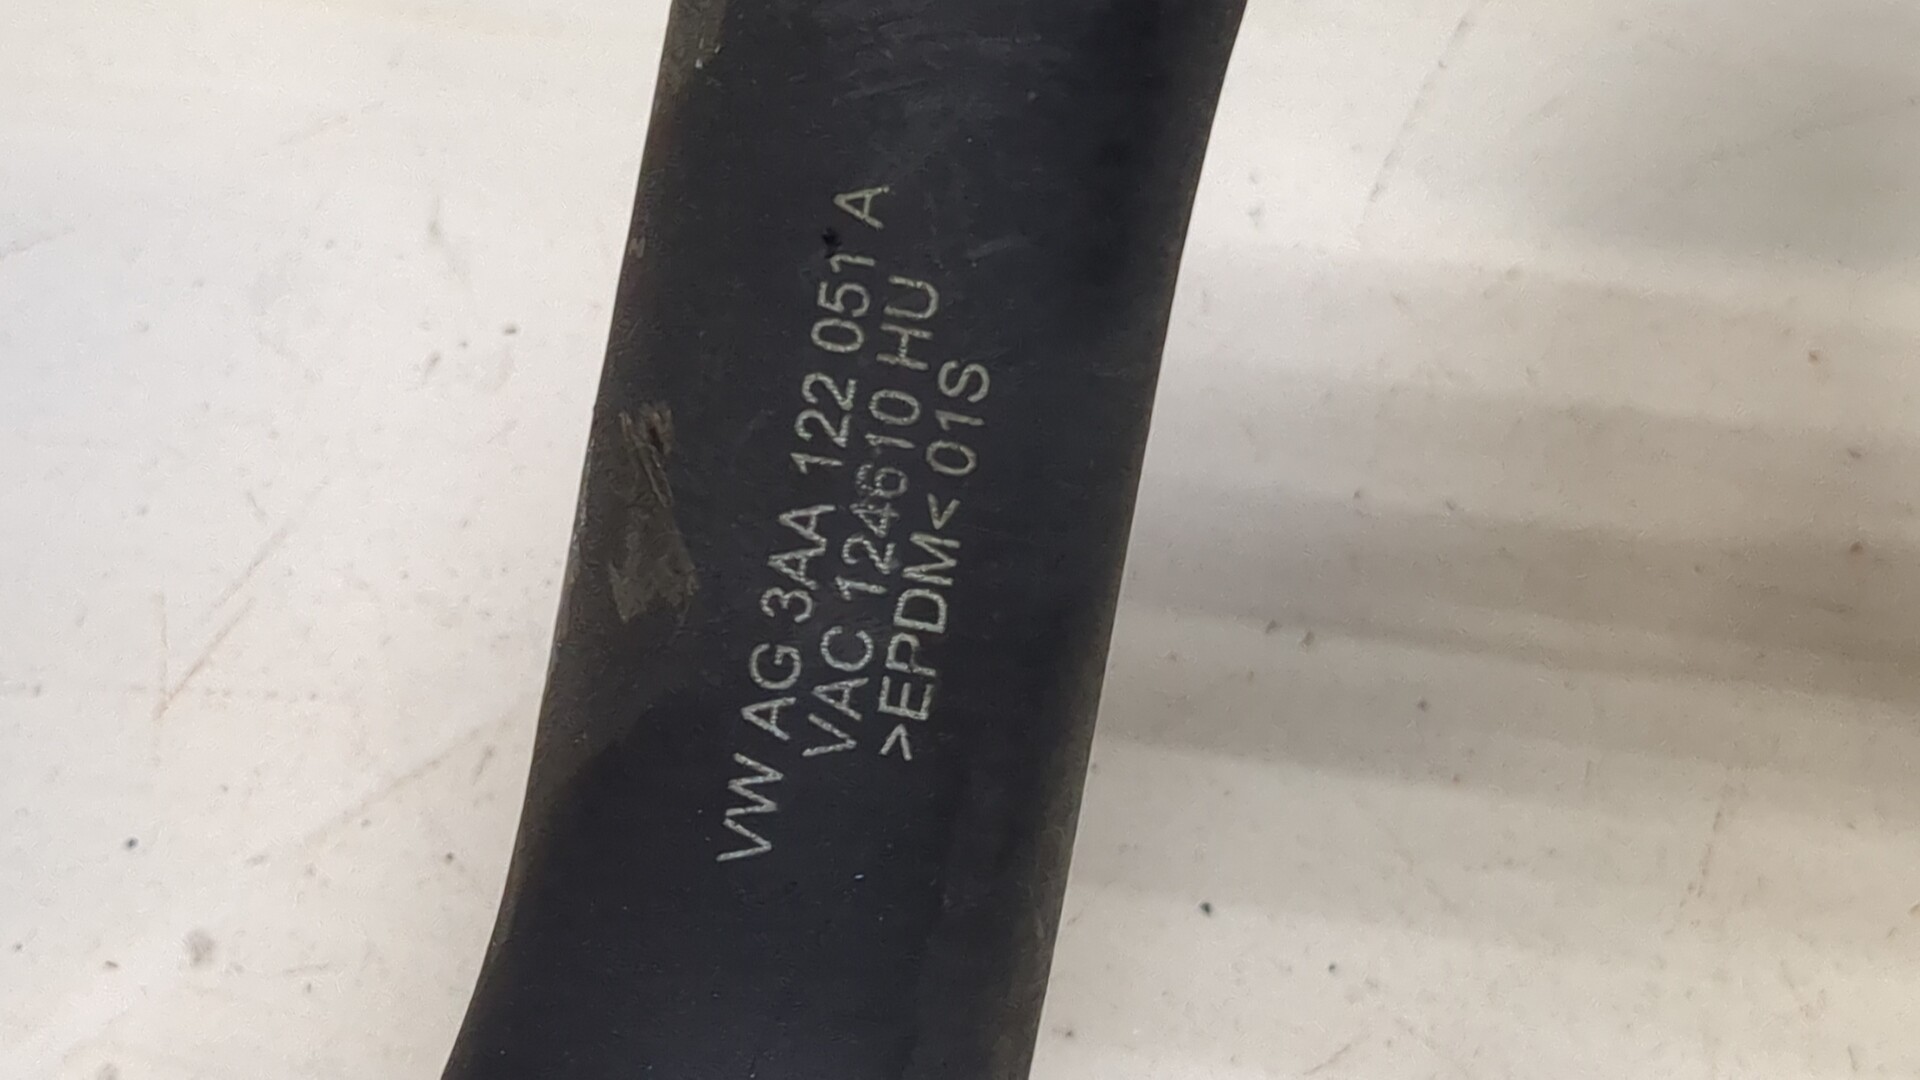 VW AG 3AA 122 051 A
VAC 124610 HU
>EPDM< 01S